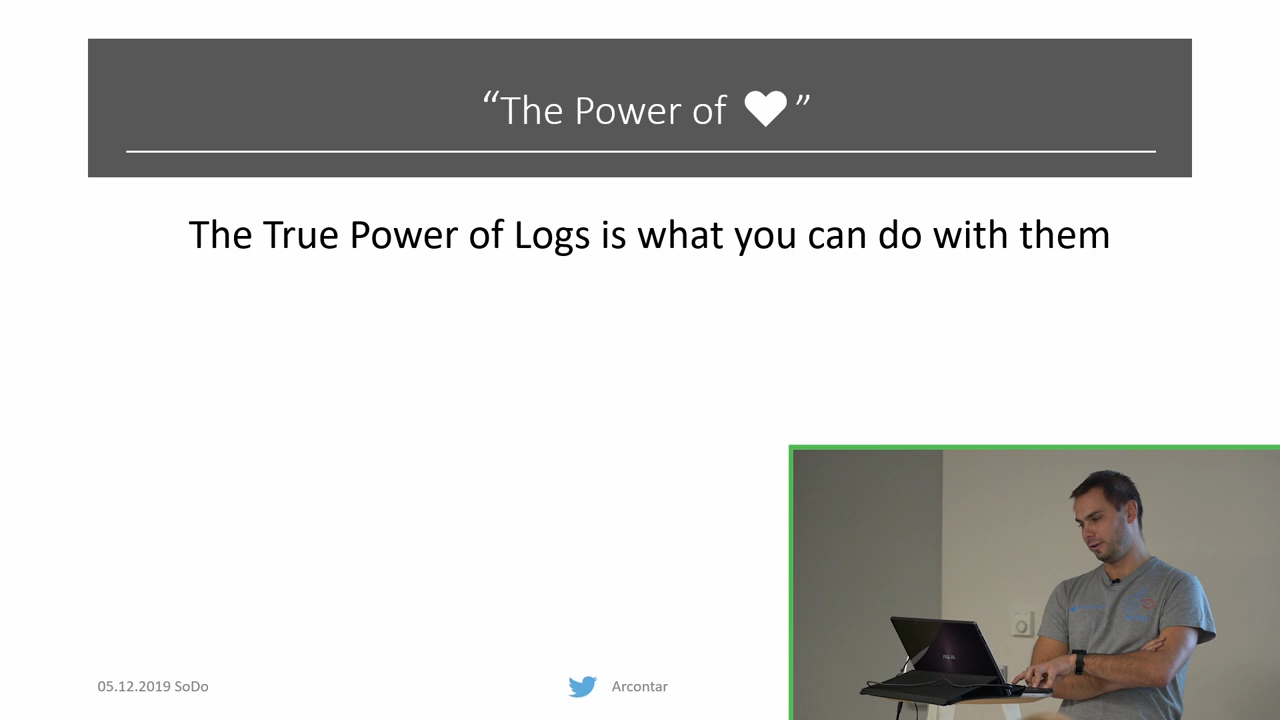 “The Power of ♥”
The True Power of Logs is what you can do with them
05.12.2019 SoDo
Arcontar